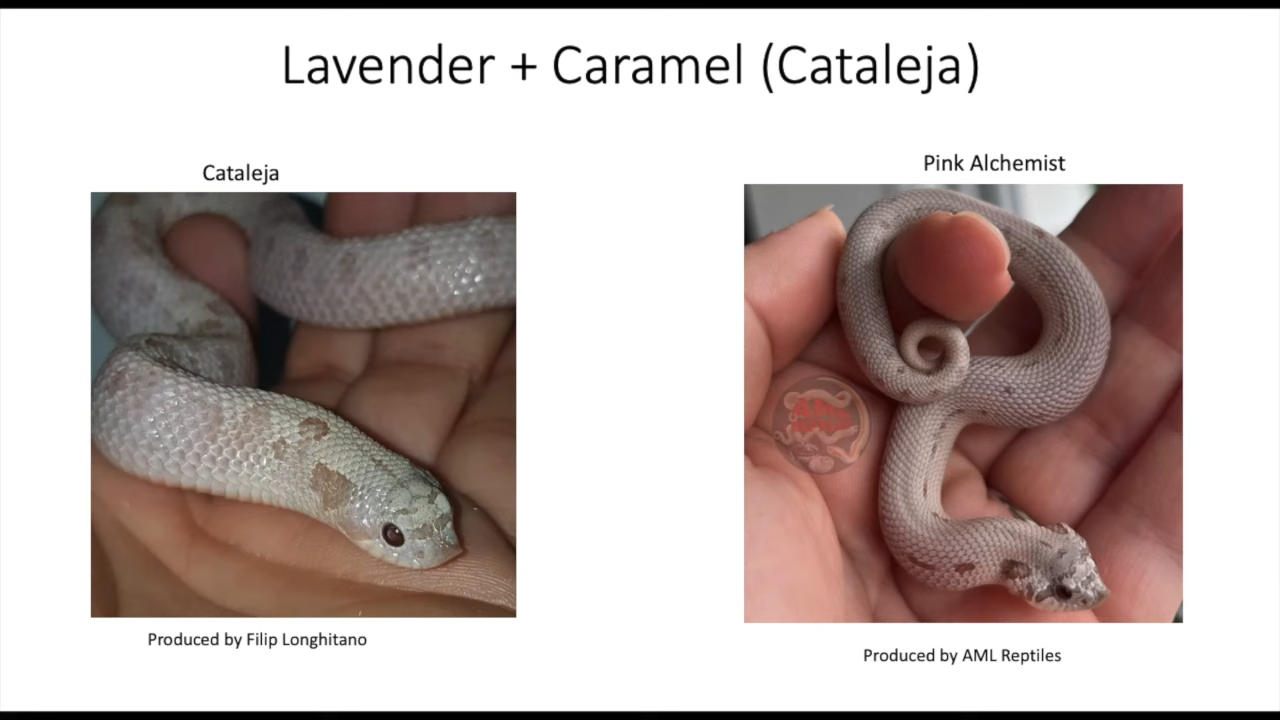 Lavender + Caramel (Cataleja)
Cataleja
Pink Alchemist
Produced by Filip Longhitano
Produced by AML Reptiles